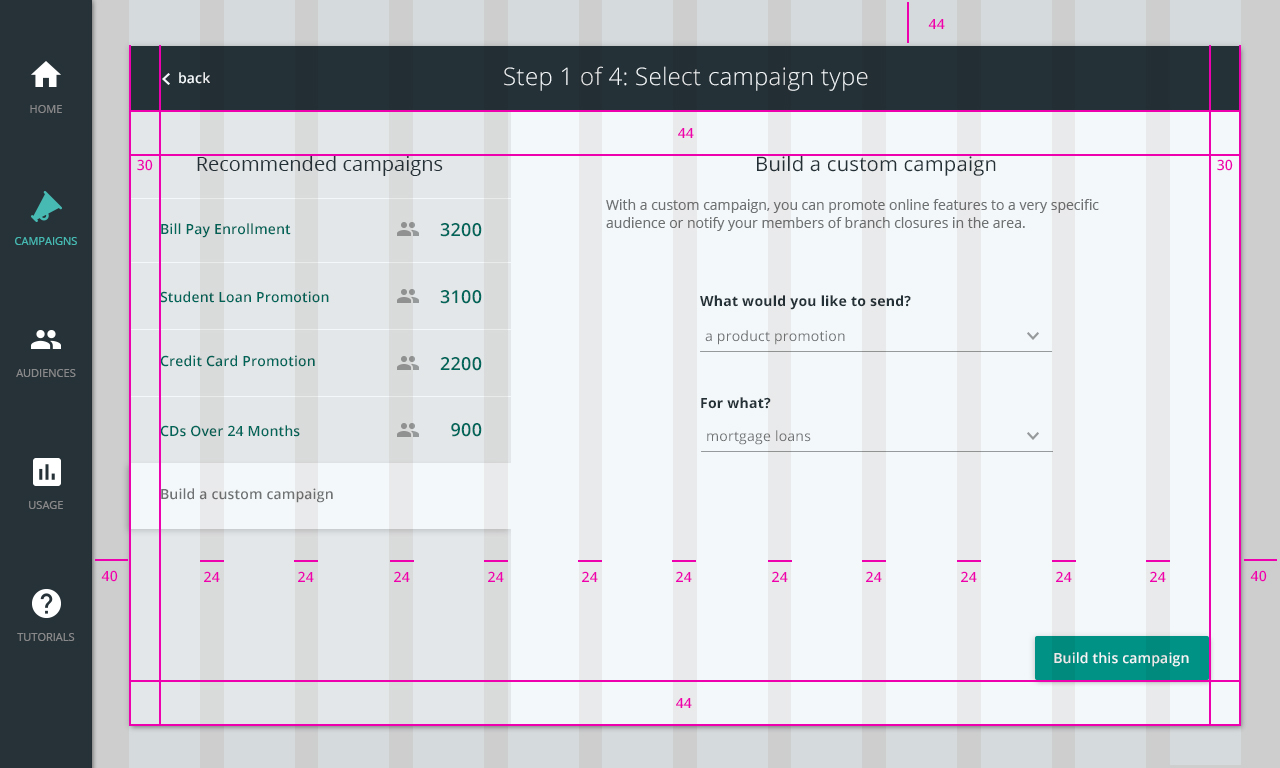 44
back
Step 1 of 4: Select campaign type
HOME
44
30
Recommended campaigns
Build a custom campaign
30
With a custom campaign, you can promote online features to a very specific
audience or notify your members of branch closures in the area.
Bill Pay Enrollment 3200
CAMPAIGNS
Student Loan Promotion 3100
What would you like to send?
a product promotion
Credit Card Promotion 2200
AUDIENCES
For what?
mortgage loans
CDs Over 24 Months 900
Build a custom campaign
USAGE
40
24 24 24 24 24 24 24 24 24 24 24
40
TUTORIALS
Build this campaign
44